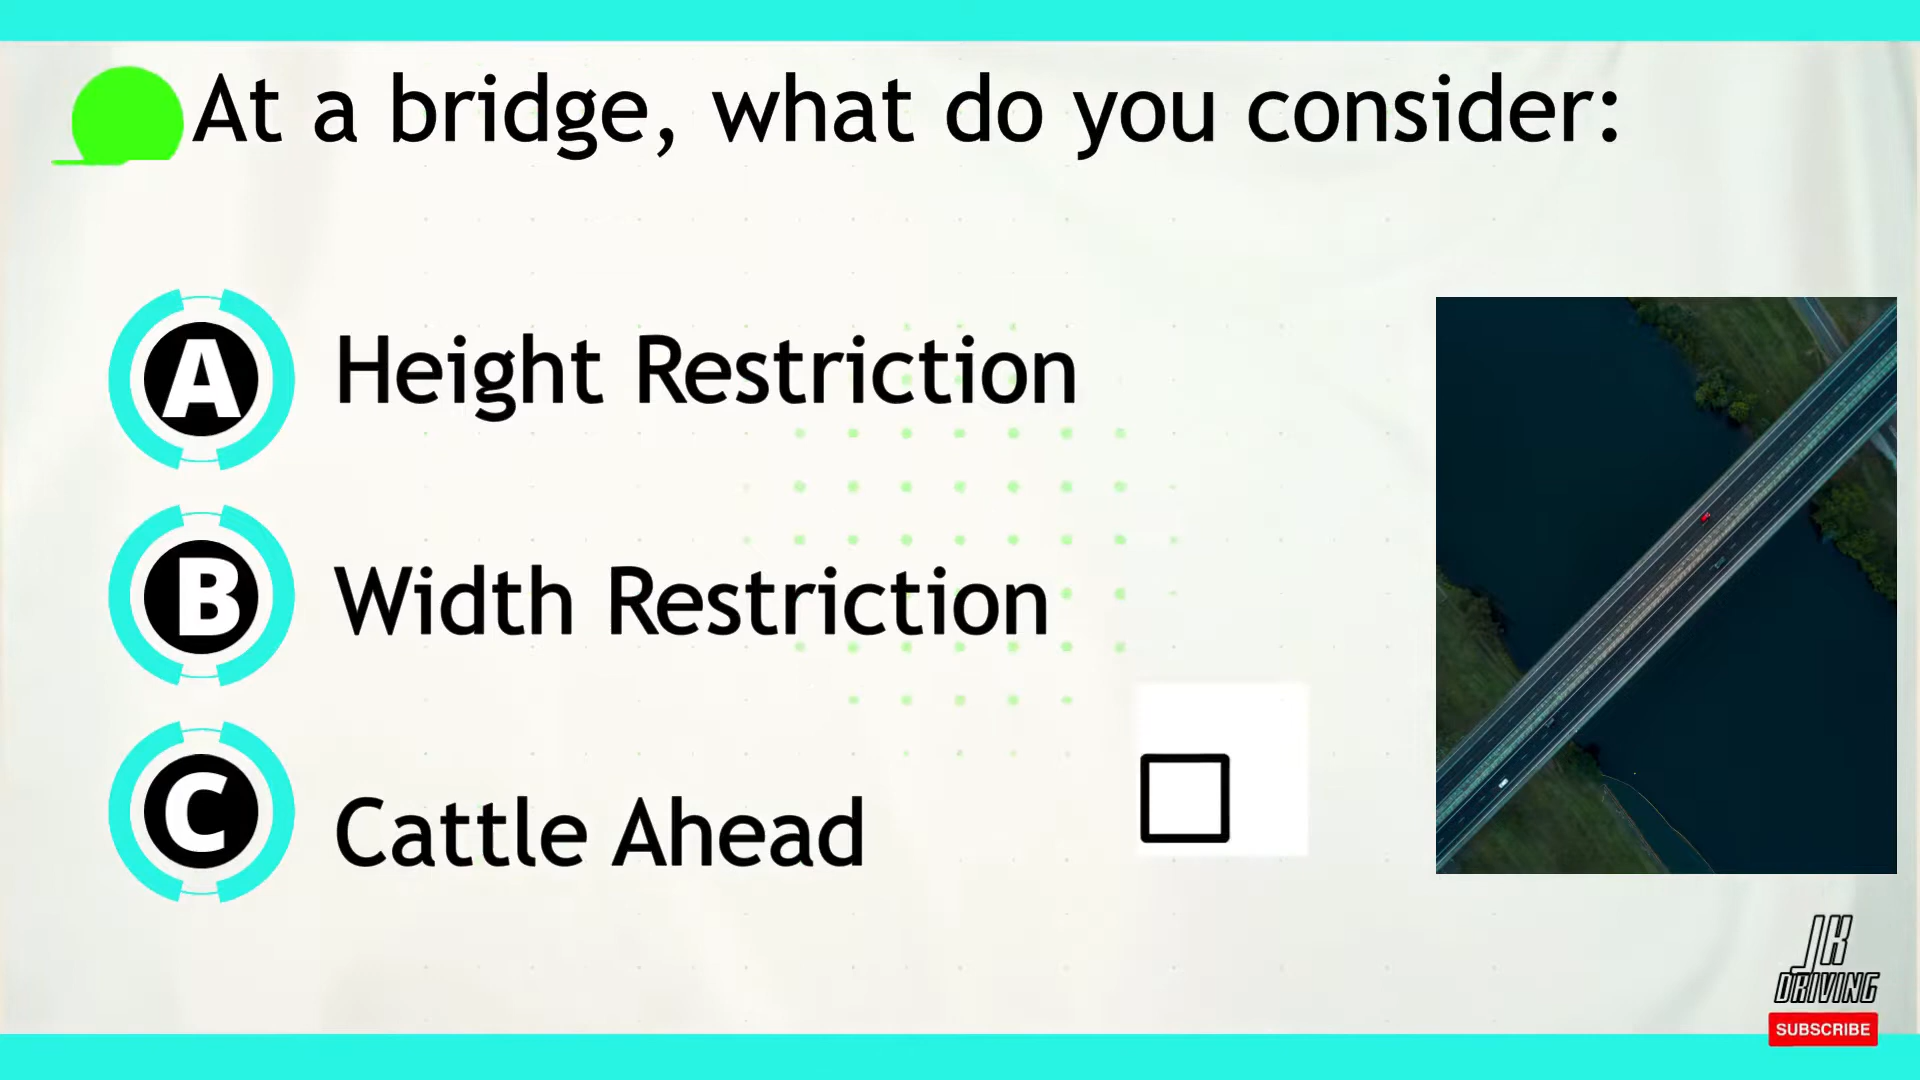 At a bridge, what do you consider:
A Height Restriction
B Width Restriction
C Cattle Ahead
JK
DRIVING
SUBSCRIBE